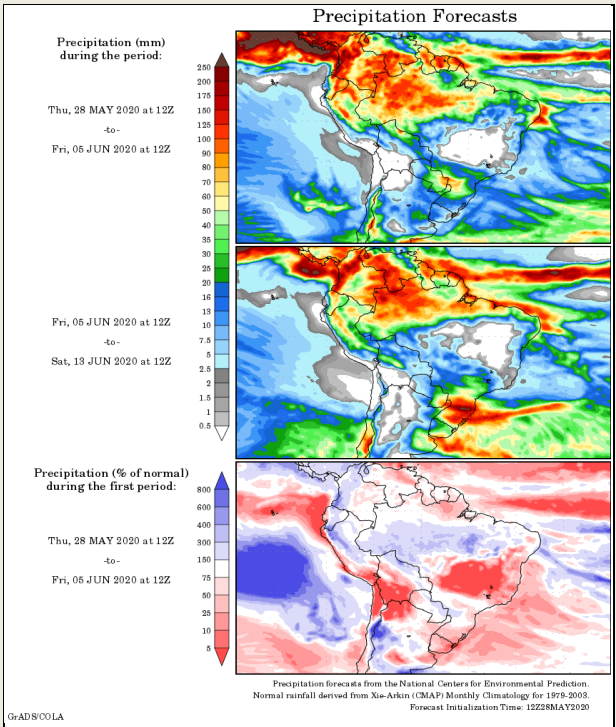 Precipitation Forecasts
Precipitation (mm)
during the period:
Thu, 28 MAY 2020 at 12Z
-to-
Fri, 05 JUN 2020 at 12Z
250
200
175
150
125
100
90
80
70
60
50
40
35
30
25
20
16
13
10
7.5
5
2.5
2
1.5
1
0.5
Fri, 05 JUN 2020 at 12Z
-to-
Sat, 13 JUN 2020 at 12Z
Precipitation (% of normal)
during the first period:
Thu, 28 MAY 2020 at 12Z
-to-
Fri, 05 JUN 2020 at 12Z
800
600
400
300
150
75
50
25
10
5
Precipitation forecasts from the National Centers for Environmental Prediction.
Normal rainfall derived from Xie-Arkin (CMAP) Monthly Climatology for 1979-2003.
Forecast Initialization Time: 12Z28MAY2020
GrADS/COLA